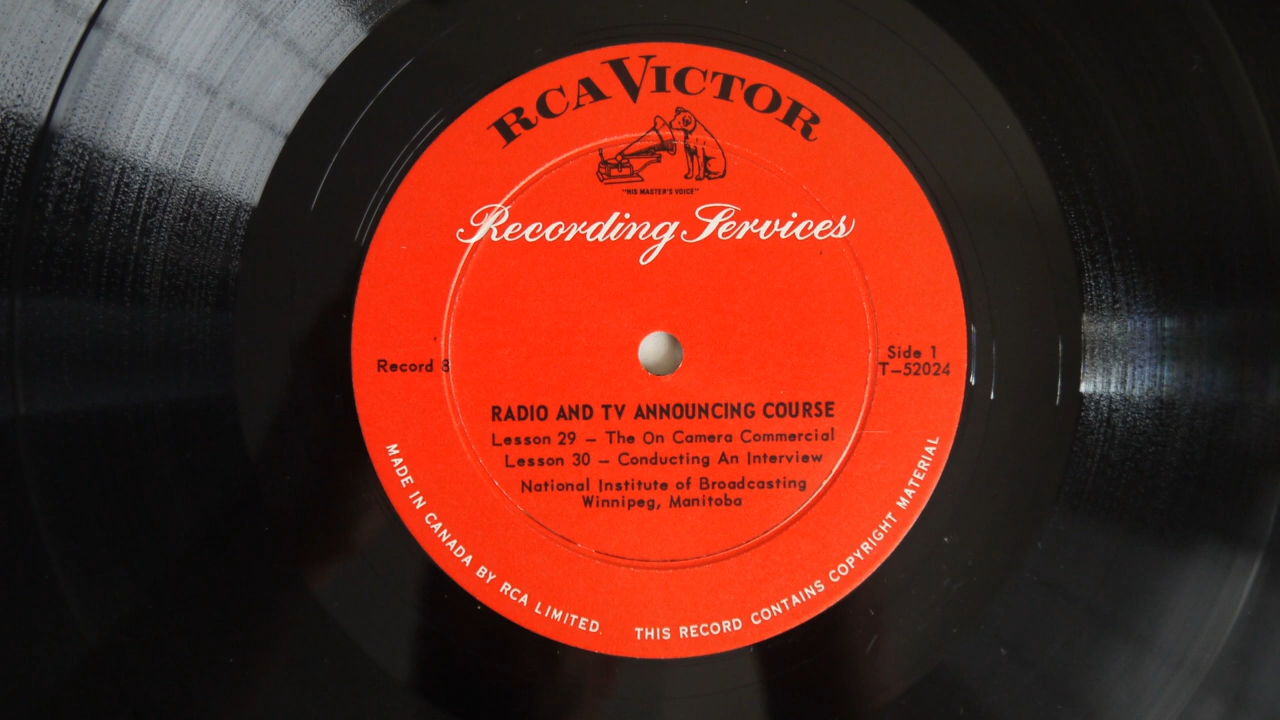 RCA VICTOR
"HIS MASTER'S VOICE"
Recording Services
Record 8
Side 1
T-52024
RADIO AND TV ANNOUNCING COURSE
Lesson 29 – The On Camera Commercial
Lesson 30 – Conducting An Interview
National Institute of Broadcasting
Winnipeg, Manitoba
MADE IN CANADA BY RCA LIMITED.
THIS RECORD CONTAINS COPYRIGHT MATERIAL